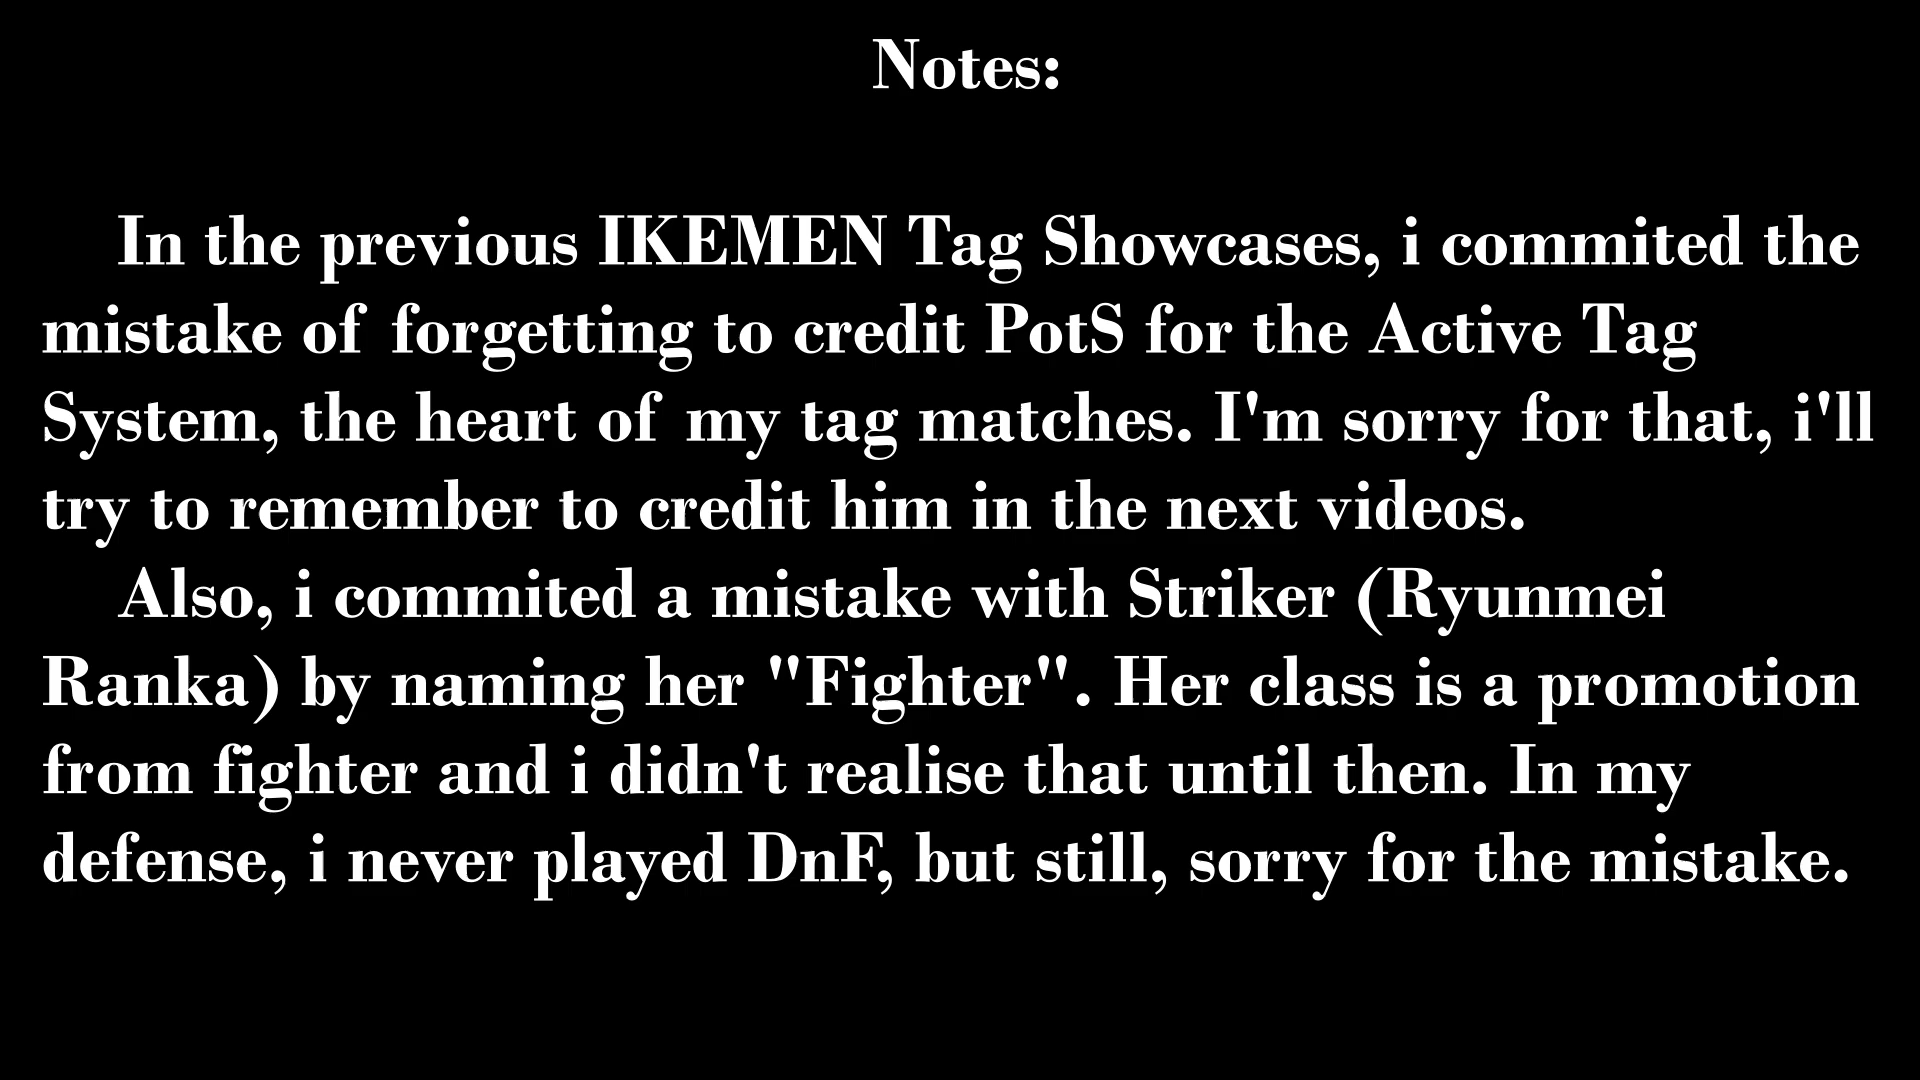 Notes:
In the previous IKEMEN Tag Showcases, i commited the
mistake of forgetting to credit PotS for the Active Tag
System, the heart of my tag matches. I'm sorry for that, i'll
try to remember to credit him in the next videos.
Also, i commited a mistake with Striker (Ryunmei
Ranka) by naming her "Fighter". Her class is a promotion
from fighter and i didn't realise that until then. In my
defense, i never played DnF, but still, sorry for the mistake.